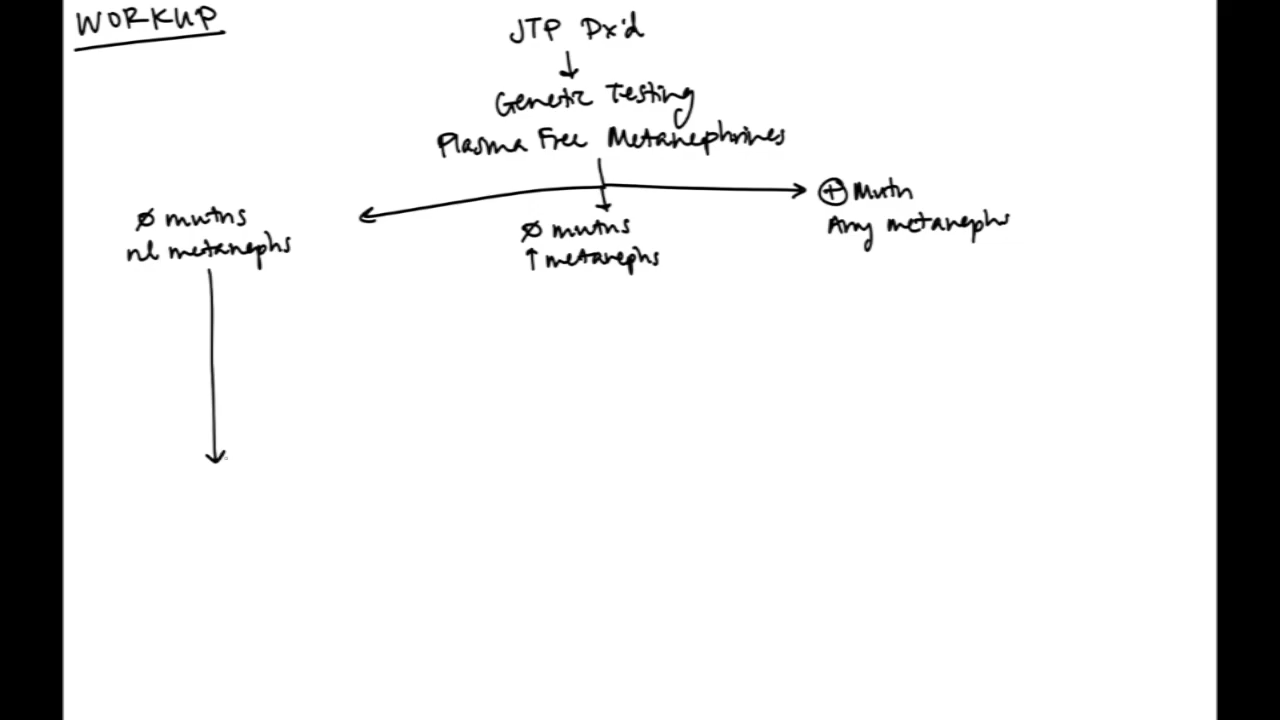 WORKUP
JTP Dx'd
Genetic Testing
Plasma Free Metanephrines
Ø mutns
nl metanephs
Ø mutns
↑ metanephs
⊕ Mutn
Any metanephs